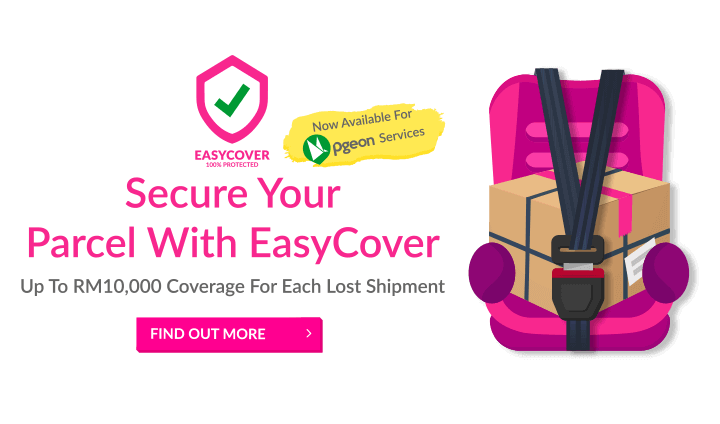 EASYCOVER
100% PROTECTED
Now Available For
Pgeon Services
Secure Your
Parcel With EasyCover
Up To RM10,000 Coverage For Each Lost Shipment
FIND OUT MORE